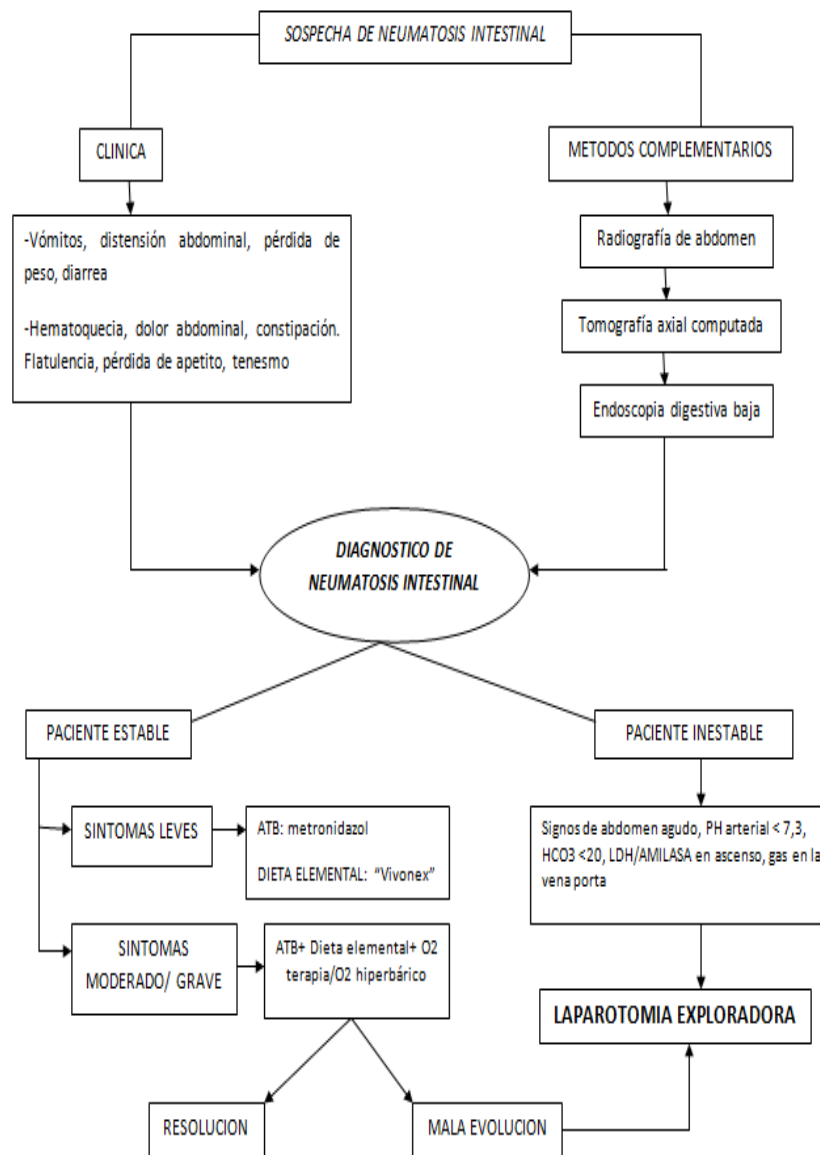 SOSPECHA DE NEUMATOSIS INTESTINAL
CLINICA
METODOS COMPLEMENTARIOS
-Vómitos, distensión abdominal, pérdida de
peso, diarrea
-Hematoquecia, dolor abdominal, constipación.
Flatulencia, pérdida de apetito, tenesmo
Radiografía de abdomen
Tomografía axial computada
Endoscopia digestiva baja
DIAGNOSTICO DE
NEUMATOSIS INTESTINAL
PACIENTE ESTABLE
PACIENTE INESTABLE
SINTOMAS LEVES
ATB: metronidazol
DIETA ELEMENTAL: "Vivonex"
Signos de abdomen agudo, PH arterial < 7,3,
HCO3 <20, LDH/AMILASA en ascenso, gas en la
vena porta
SINTOMAS
MODERADO/ GRAVE
ATB+ Dieta elemental+ O2
terapia/O2 hiperbárico
LAPAROTOMIA EXPLORADORA
RESOLUCION
MALA EVOLUCION